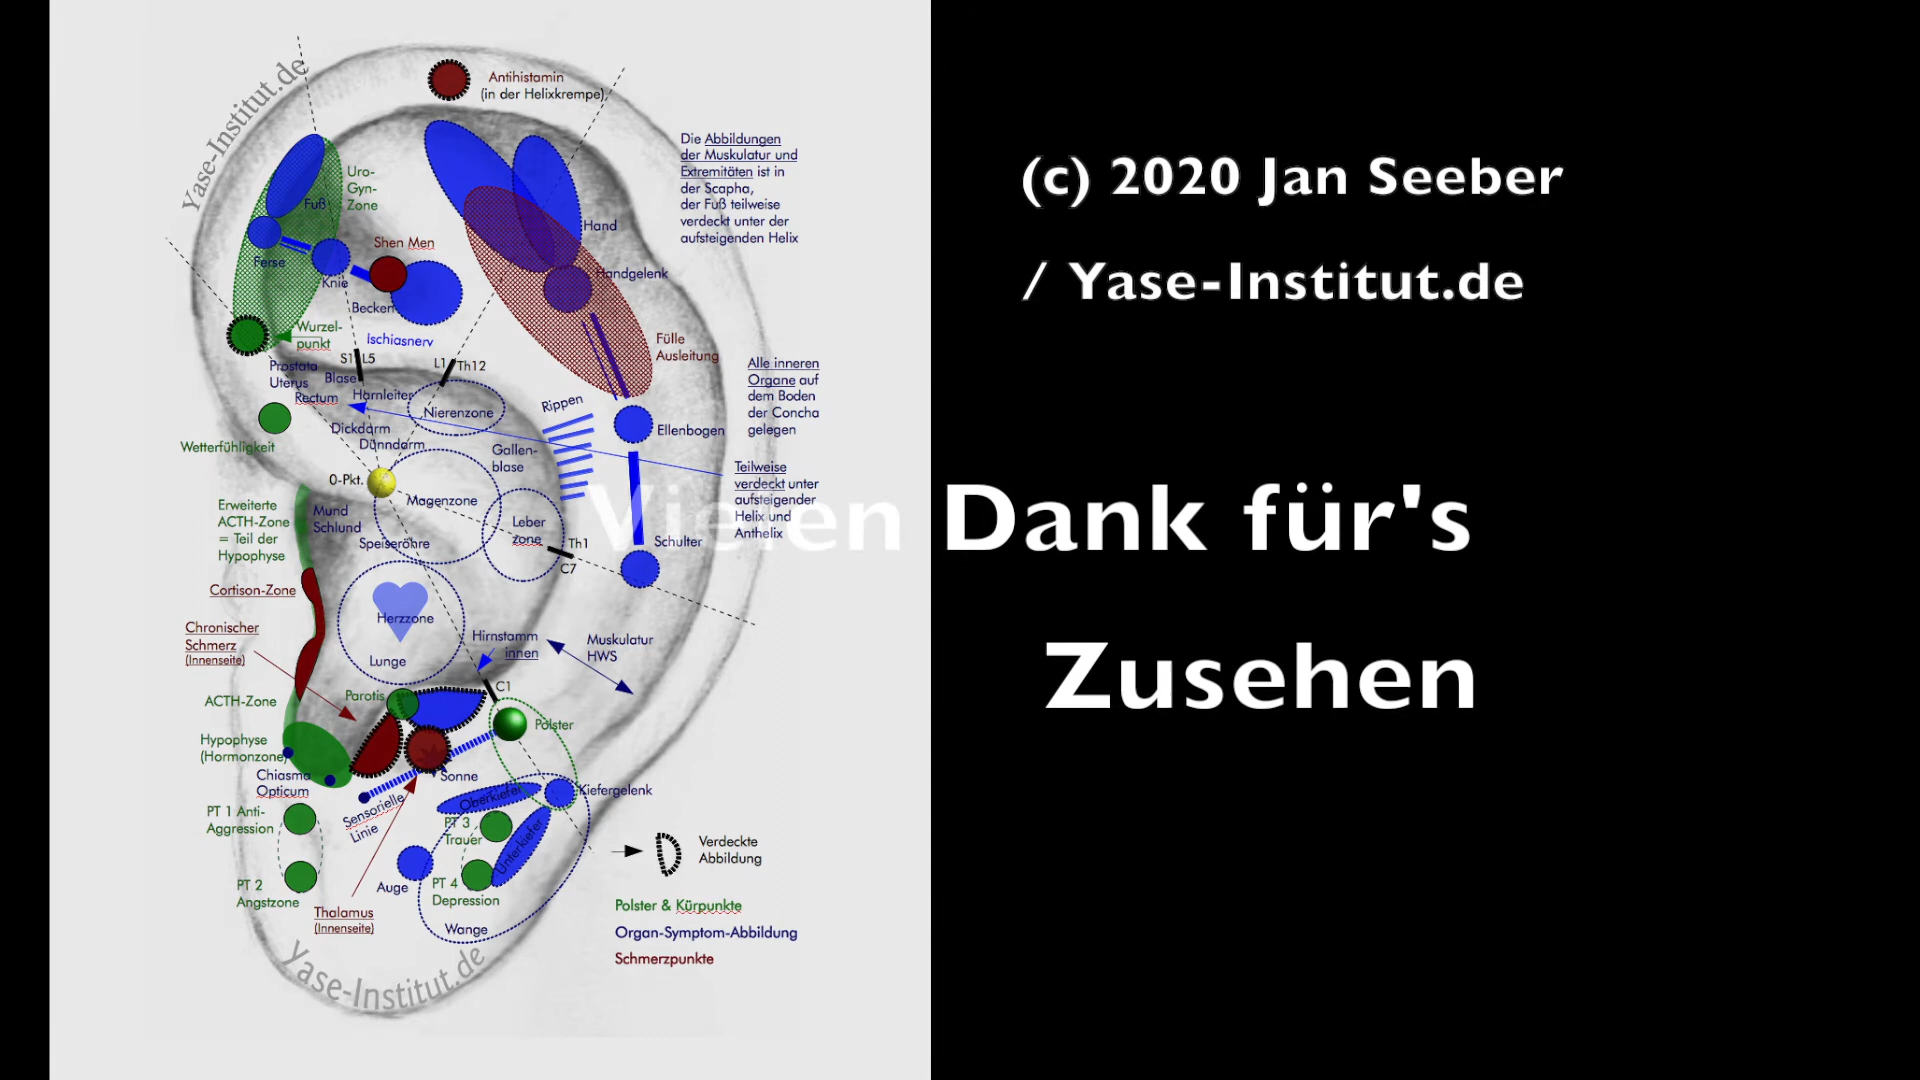 Yase-Institut.de
Antihistamin
(in der Helixkrempe)
Die Abbildungen
der Muskulatur und
Extremitäten ist in
der Scapha,
der Fuß teilweise
verdeckt unter der
aufsteigenden Helix
Uro-
Gyn-
Zone
Fuß
Hand
Shen Men
Ferse
Knie
Handgelenk
Becken
Wurzel-
punkt
Ischiasnerv
Fülle
Ausleitung
S1 L5
L1 Th12
Prostata
Uterus
Blase
Rectum
Harnleiter
Nierenzone
Rippen
Alle inneren
Organe auf
dem Boden
der Concha
gelegen
Dickdarm
Dünndarm
Ellenbogen
Wetterfühligkeit
Gallen-
blase
Teilweise
verdeckt unter
aufsteigender
Helix und
Anthelix
0-Pkt.
Magenzone
Erweiterte
ACTH-Zone
= Teil der
Hypophyse
Mund
Schlund
Speiseröhre
Leber
zone
Th1
C7
Schulter
Cortison-Zone
Herzzone
Chronischer
Schmerz
(Innenseite)
Hirnstamm
innen
Muskulatur
HWS
Lunge
C1
ACTH-Zone
Parotis
Polster
Hypophyse
(Hormonzone)
Chiasma
Opticum
Sonne
Kiefergelenk
Oberkiefer
Sensorielle
Linie
PT 1 Anti-
Aggression
PT 3
Trauer
Unterkiefer
Verdeckte
Abbildung
PT 2
Angstzone
Auge
PT 4
Depression
Thalamus
(Innenseite)
Wange
Polster & Kürpunkte
Organ-Symptom-Abbildung
Schmerzpunkte
Yase-Institut.de
(c) 2020 Jan Seeber
/ Yase-Institut.de
Vielen Dank für's
Zusehen